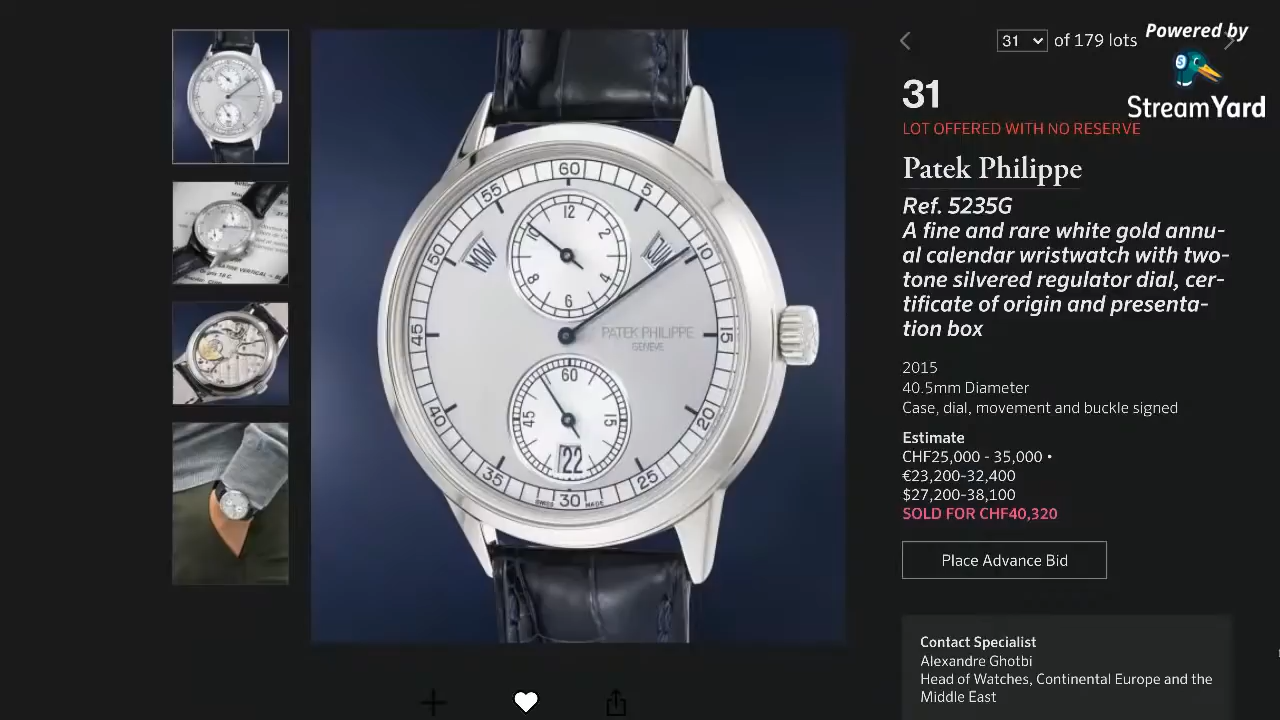 31 of 179 lots
Powered by
StreamYard
31
LOT OFFERED WITH NO RESERVE
Patek Philippe
Ref. 5235G
A fine and rare white gold annu-
al calendar wristwatch with two-
tone silvered regulator dial, cer-
tificate of origin and presenta-
tion box
2015
40.5mm Diameter
Case, dial, movement and buckle signed
Estimate
CHF25,000 - 35,000 •
€23,200-32,400
$27,200-38,100
SOLD FOR CHF40,320
Place Advance Bid
Contact Specialist
Alexandre Ghotbi
Head of Watches, Continental Europe and the
Middle East
60
5
10
15
20
25
30
35
40
45
50
55
12
2
4
6
8
MON
PATEK PHILIPPE
GENEVE
60
15
45
22
SWISS MADE